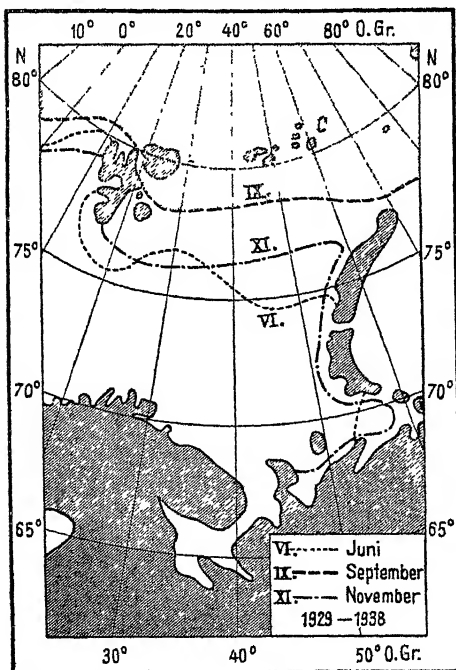 10° 0° 20° 40° 60° 80° O.Gr.
N N
80° 80°
C
IX.
75° XI. 75°
VI.
70° 70°
65° 65°
VI. Juni
IX. September
XI. November
1929–1938
30° 40° 50° O.Gr.